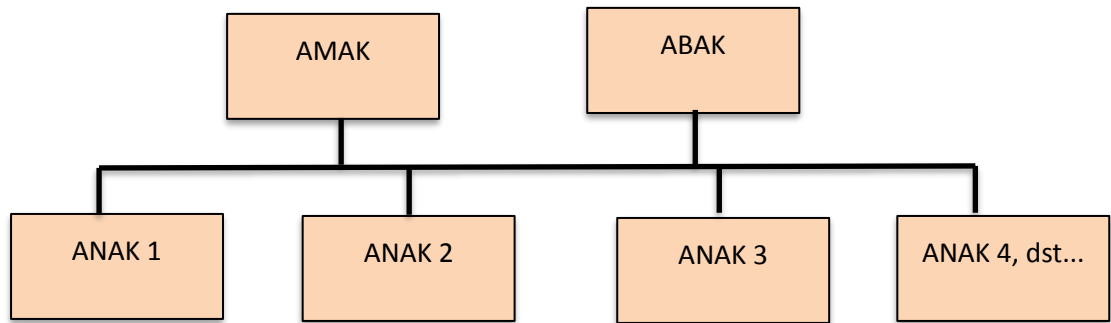 AMAK
ABAK
ANAK 1
ANAK 2
ANAK 3
ANAK 4, dst...